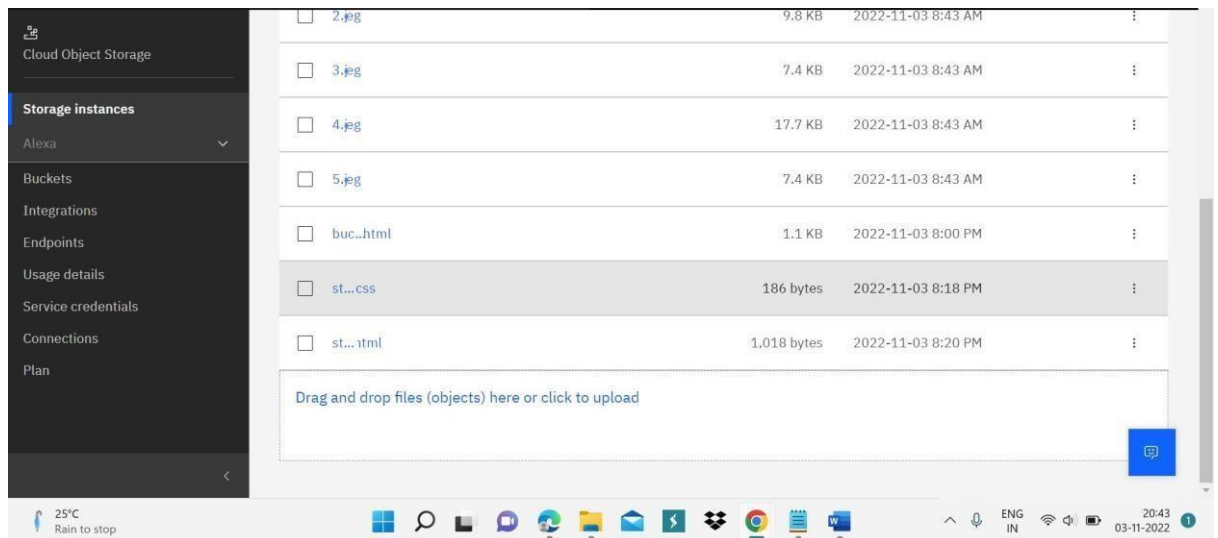 Cloud Object Storage
Storage instances
Alexa
Buckets
Integrations
Endpoints
Usage details
Service credentials
Connections
Plan
2.jeg 9.8 KB 2022-11-03 8:43 AM
3.jeg 7.4 KB 2022-11-03 8:43 AM
4.jeg 17.7 KB 2022-11-03 8:43 AM
5.jeg 7.4 KB 2022-11-03 8:43 AM
buc..html 1.1 KB 2022-11-03 8:00 PM
st...css 186 bytes 2022-11-03 8:18 PM
st... 1,018 bytes 2022-11-03 8:20 PM
Drag and drop files (objects) here or click to upload
25°C
Rain to stop
ENG
IN
20:43
03-11-2022
1